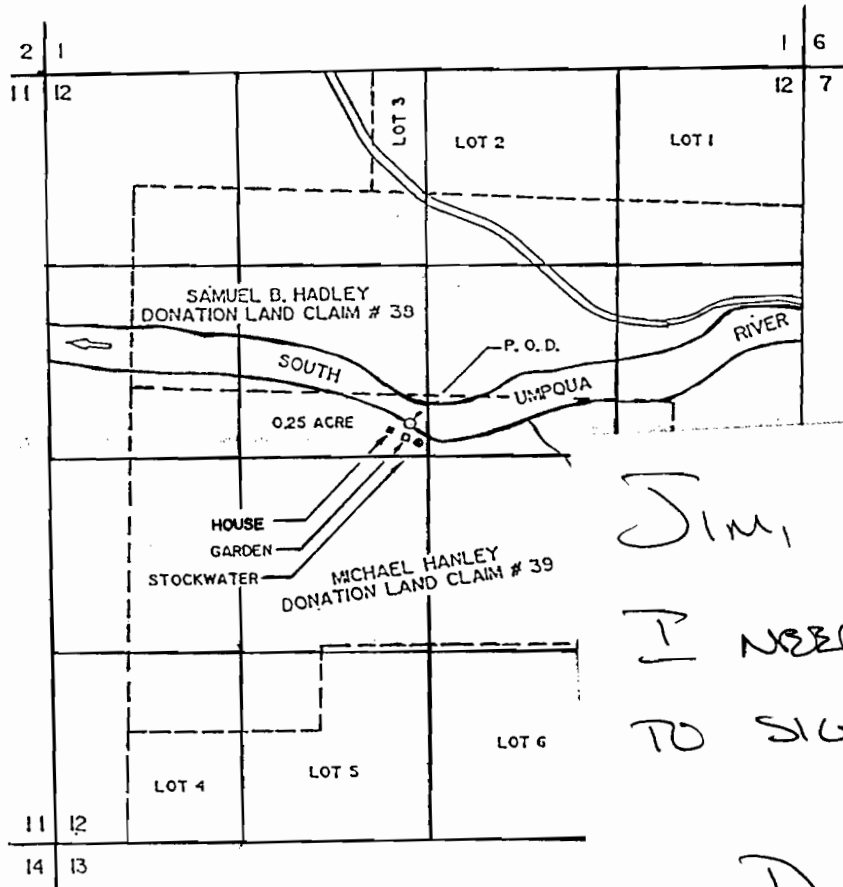 2 1
1 6
11 12
12 7
LOT 3
LOT 2
LOT 1
SAMUEL B. HADLEY
DONATION LAND CLAIM # 38
P. O. D.
RIVER
SOUTH
UMPQUA
0.25 ACRE
HOUSE
GARDEN
STOCKWATER
MICHAEL HANLEY
DONATION LAND CLAIM # 39
LOT 4
LOT 5
LOT 6
11 12
14 13
JIM,
I
TO